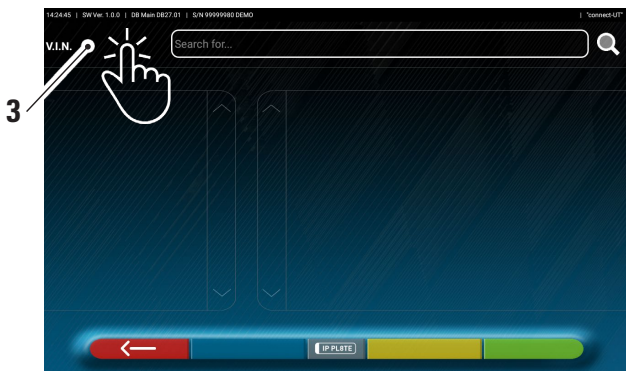 14:24:45 | SW Ver. 1.0.0 | DB Main DB27.01 | S/N 99999980 DEMO | "connect-UT"
V.I.N. Search for...
3
IP PL8TE